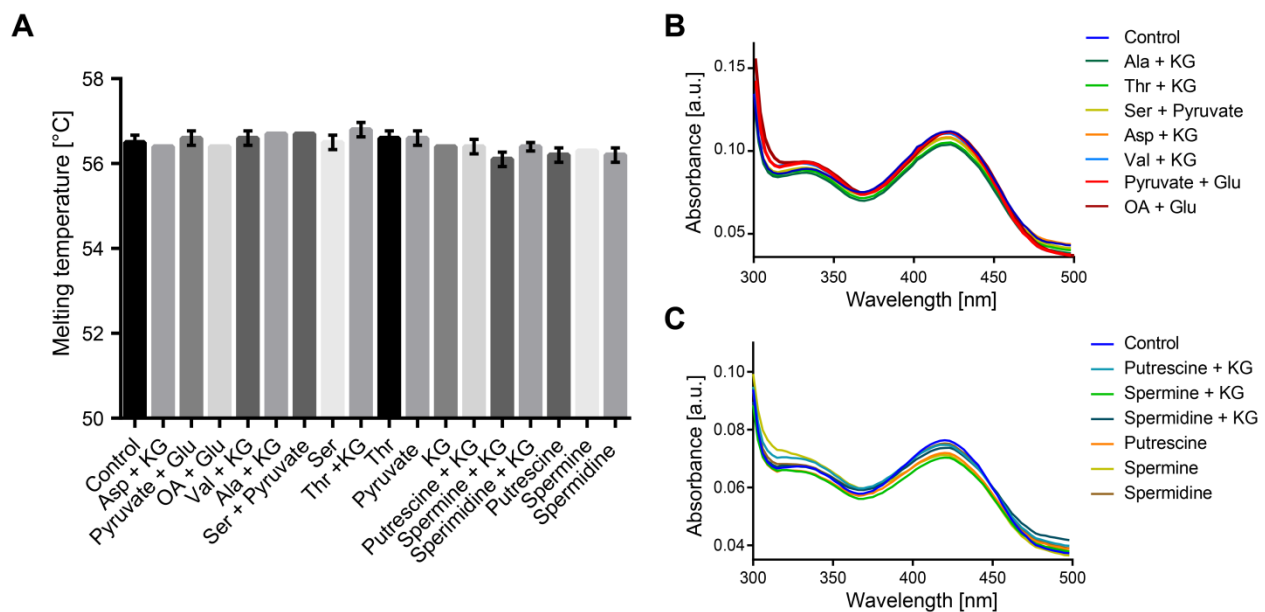 A
Melting temperature [°C]
58
56
54
52
50
Control
Asp + KG
Pyruvate + Glu
OA + Glu
Val + KG
Ala + KG
Ser + Pyruvate
Ser
Thr +KG
Thr
Pyruvate
KG
Putrescine + KG
Spermine + KG
Sperimidine + KG
Putrescine
Spermine
Spermidine
B
Absorbance [a.u.]
0.15
0.10
0.05
300
350
400
450
500
Wavelength [nm]
Control
Ala + KG
Thr + KG
Ser + Pyruvate
Asp + KG
Val + KG
Pyruvate + Glu
OA + Glu
C
Absorbance [a.u.]
0.10
0.08
0.06
0.04
300
350
400
450
500
Wavelength [nm]
Control
Putrescine + KG
Spermine + KG
Spermidine + KG
Putrescine
Spermine
Spermidine